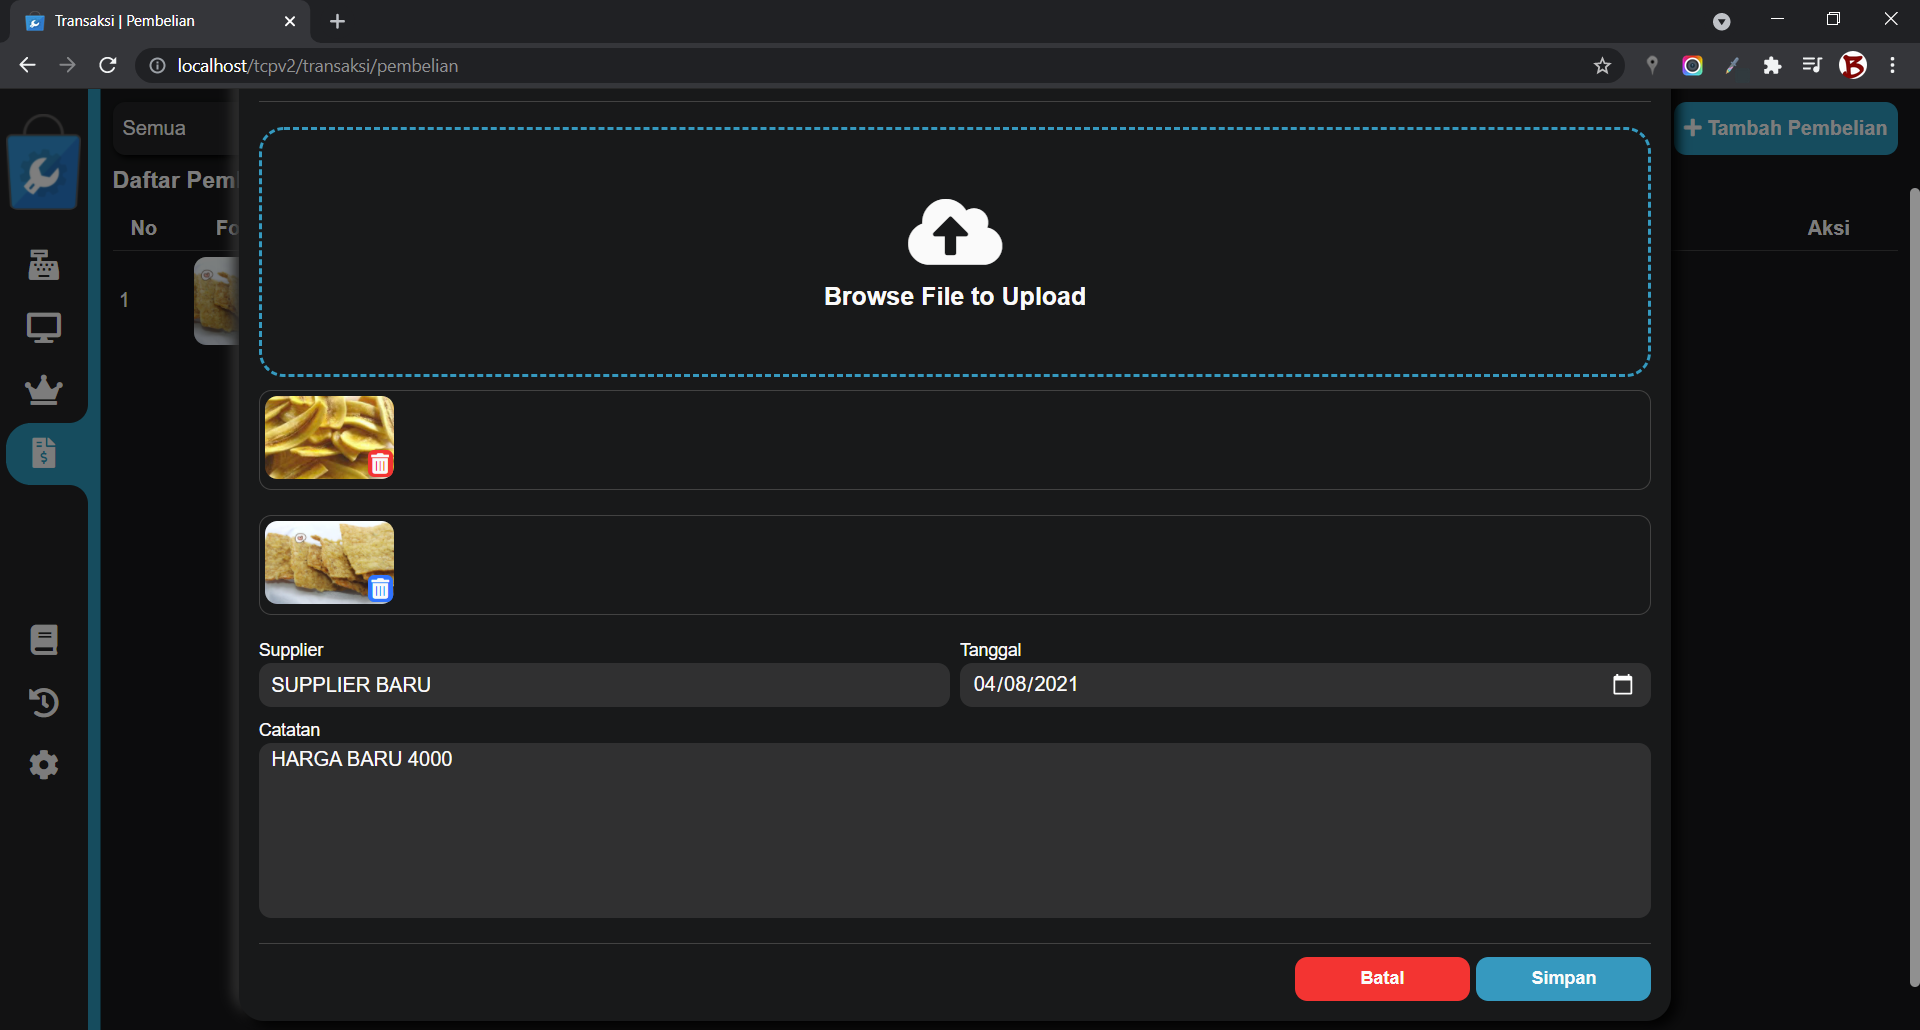 Transaksi | Pembelian
localhost/tcpv2/transaksi/pembelian
Semua
+ Tambah Pembelian
Daftar Pem
No
Fo
Aksi
1
Browse File to Upload
Supplier
Tanggal
SUPPLIER BARU
04/08/2021
Catatan
HARGA BARU 4000
Batal
Simpan